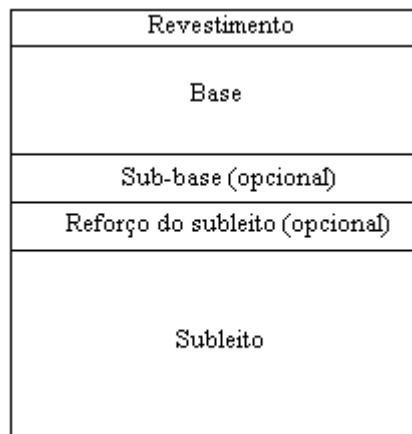 Revestimento
Base
Sub-base (opcional)
Reforço do subleito (opcional)
Subleito